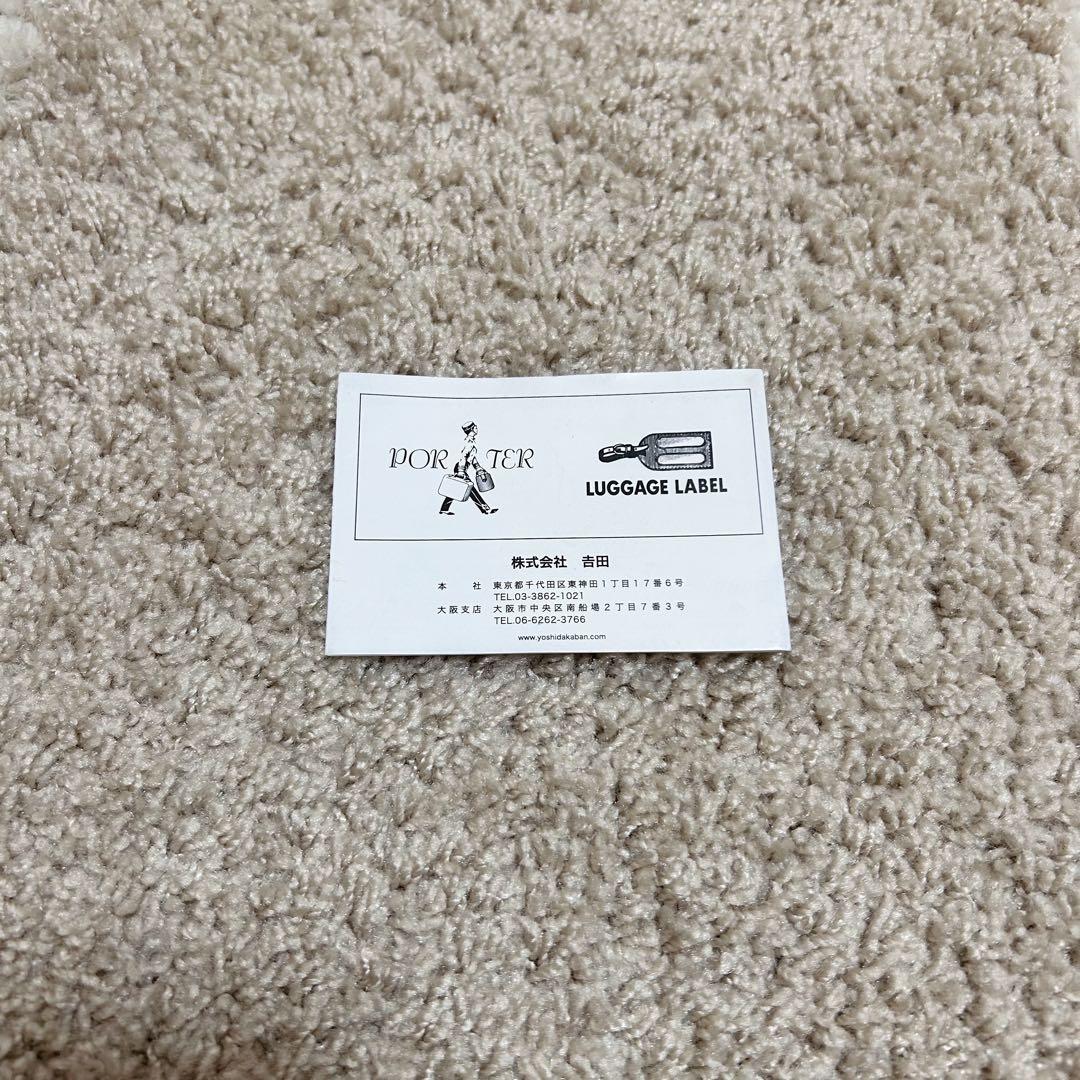 PORTER
LUGGAGE LABEL
株式会社 𠮷田
本 社 東京都千代田区東神田1丁目17番6号
TEL.03-3862-1021
大阪支店 大阪市中央区南船場2丁目7番3号
TEL.06-6262-3766
www.yoshidakaban.com